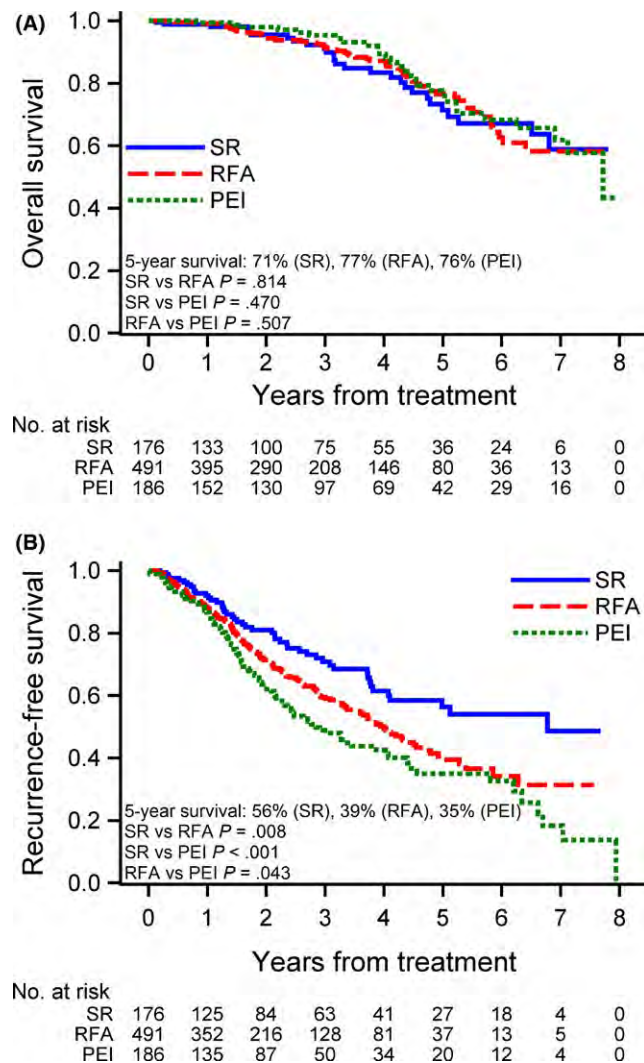 (A)
1.0
0.8
0.6
0.4
0.2
0.0
Overall survival
SR
RFA
PEI
5-year survival: 71% (SR), 77% (RFA), 76% (PEI)
SR vs RFA P = .814
SR vs PEI P = .470
RFA vs PEI P = .507
0 1 2 3 4 5 6 7 8
Years from treatment
No. at risk
SR 176 133 100 75 55 36 24 6 0
RFA 491 395 290 208 146 80 36 13 0
PEI 186 152 130 97 69 42 29 16 0
(B)
1.0
0.8
0.6
0.4
0.2
0.0
Recurrence-free survival
SR
RFA
PEI
5-year survival: 56% (SR), 39% (RFA), 35% (PEI)
SR vs RFA P = .008
SR vs PEI P < .001
RFA vs PEI P = .043
0 1 2 3 4 5 6 7 8
Years from treatment
No. at risk
SR 176 125 84 63 41 27 18 4 0
RFA 491 352 216 128 81 37 13 5 0
PEI 186 135 87 50 34 20 12 4 0